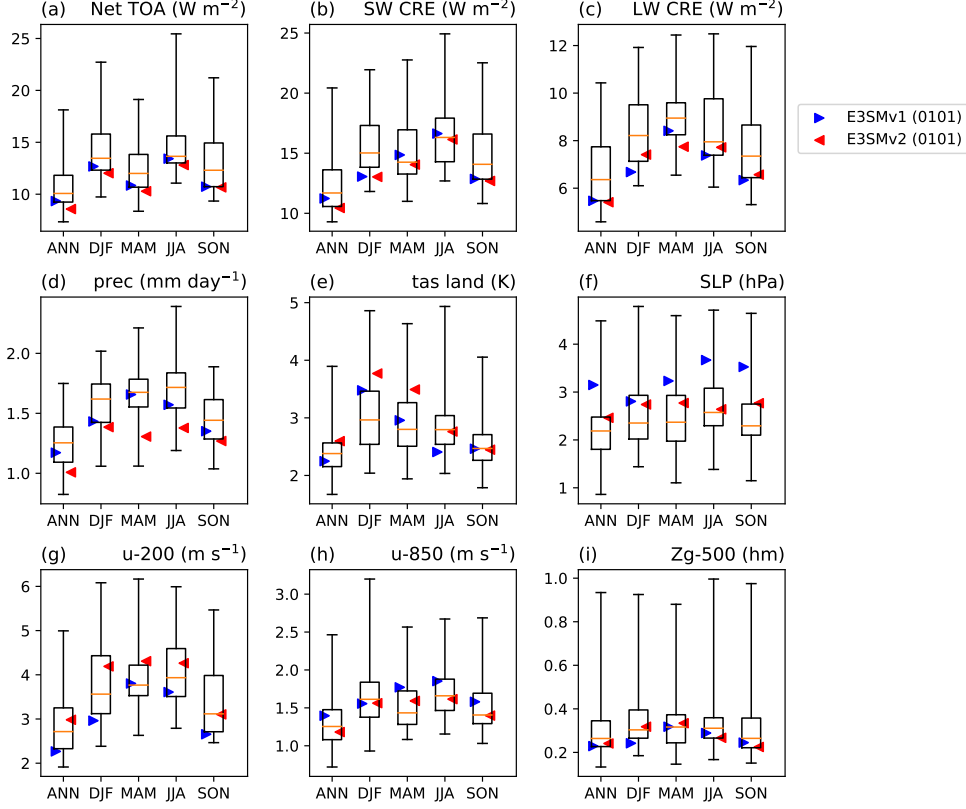 (a) Net TOA (W m⁻²)
(b) SW CRE (W m⁻²)
(c) LW CRE (W m⁻²)
25
20
15
10
ANN DJF MAM JJA SON
25
20
15
10
ANN DJF MAM JJA SON
12
10
8
6
ANN DJF MAM JJA SON
E3SMv1 (0101)
E3SMv2 (0101)
(d) prec (mm day⁻¹)
(e) tas land (K)
(f) SLP (hPa)
2.0
1.5
1.0
ANN DJF MAM JJA SON
5
4
3
2
ANN DJF MAM JJA SON
4
3
2
1
ANN DJF MAM JJA SON
(g) u-200 (m s⁻¹)
(h) u-850 (m s⁻¹)
(i) Zg-500 (hm)
6
5
4
3
2
ANN DJF MAM JJA SON
3.0
2.5
2.0
1.5
1.0
ANN DJF MAM JJA SON
1.0
0.8
0.6
0.4
0.2
ANN DJF MAM JJA SON